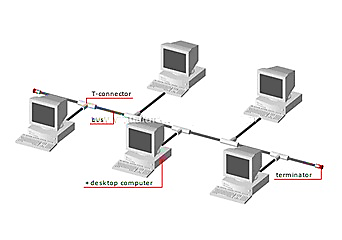 T-connector
bus
• desktop computer
terminator